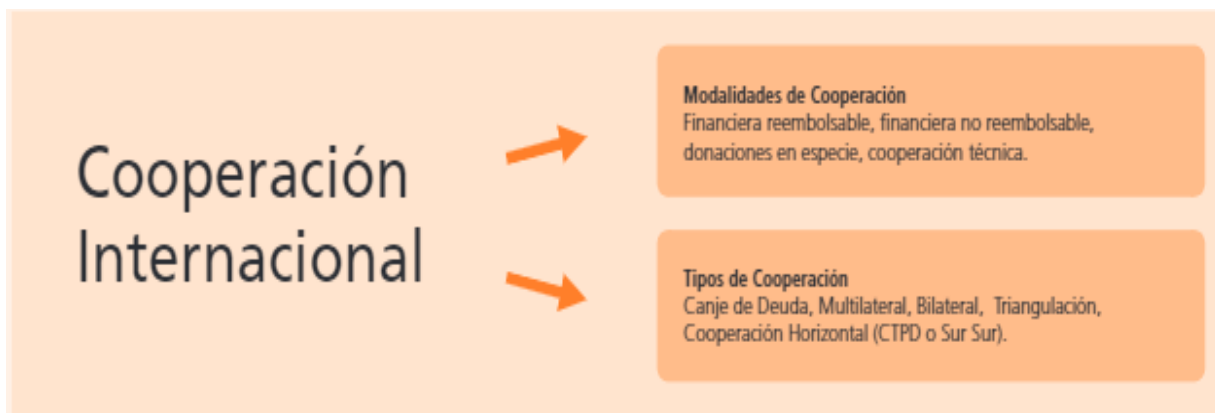 Cooperación
Internacional
Modalidades de Cooperación
Financiera reembolsable, financiera no reembolsable,
donaciones en especie, cooperación técnica.
Tipos de Cooperación
Canje de Deuda, Multilateral, Bilateral, Triangulación,
Cooperación Horizontal (CTPD o Sur Sur).